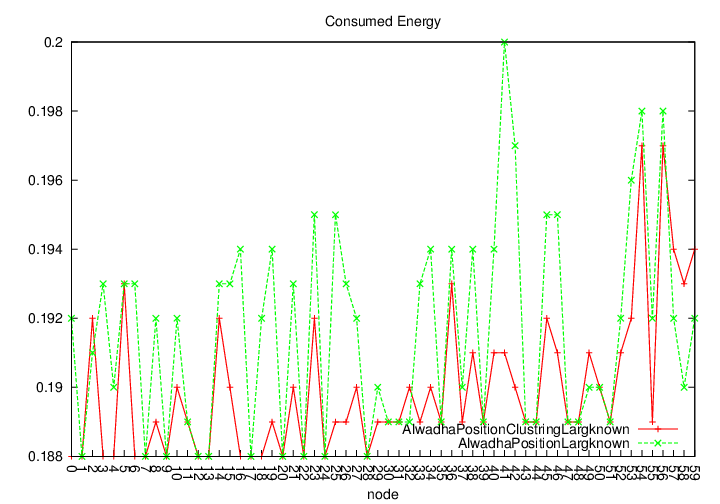 Consumed Energy
0.2
0.198
0.196
0.194
0.192
0.19
0.188
AlwadhaPositionClustringLargknown
AlwadhaPositionLargknown
0 1 2 3 4 5 6 7 8 9 10 11 12 13 14 15 16 17 18 19 20 21 22 23 24 25 26 27 28 29 30 31 32 33 34 35 36 37 38 39 40 41 42 43 44 45 46 47 48 49 50 51 52 53 54 55 56 57 58 59
node